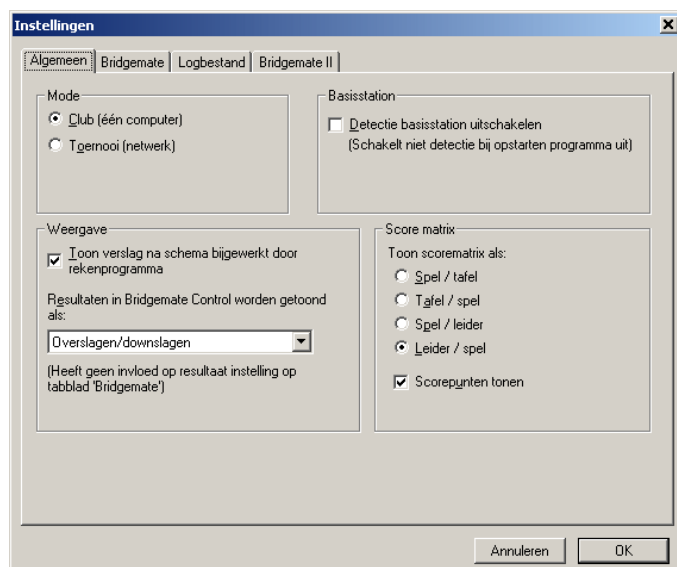 Instellingen
Algemeen Bridgemate Logbestand Bridgemate II
Mode
Club (één computer)
Toernooi (netwerk)
Basisstation
Detectie basisstation uitschakelen
(Schakelt niet detectie bij opstarten programma uit)
Weergave
Toon verslag na schema bijgewerkt door
rekenprogramma
Resultaten in Bridgemate Control worden getoond
als:
Overslagen/downslagen
(Heeft geen invloed op resultaat instelling op
tabblad 'Bridgemate')
Score matrix
Toon scorematrix als:
Spel / tafel
Tafel / spel
Spel / leider
Leider / spel
Scorepunten tonen
Annuleren OK